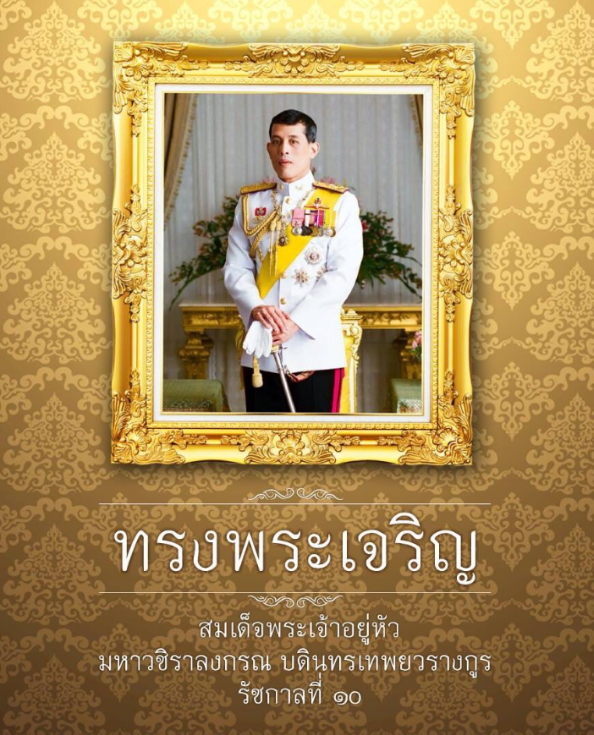 ทรงพระเจริญ
สมเด็จพระเจ้าอยู่หัว
มหาวชิราลงกรณ บดินทรเทพยวรางกูร
รัชกาลที่ ๑๐